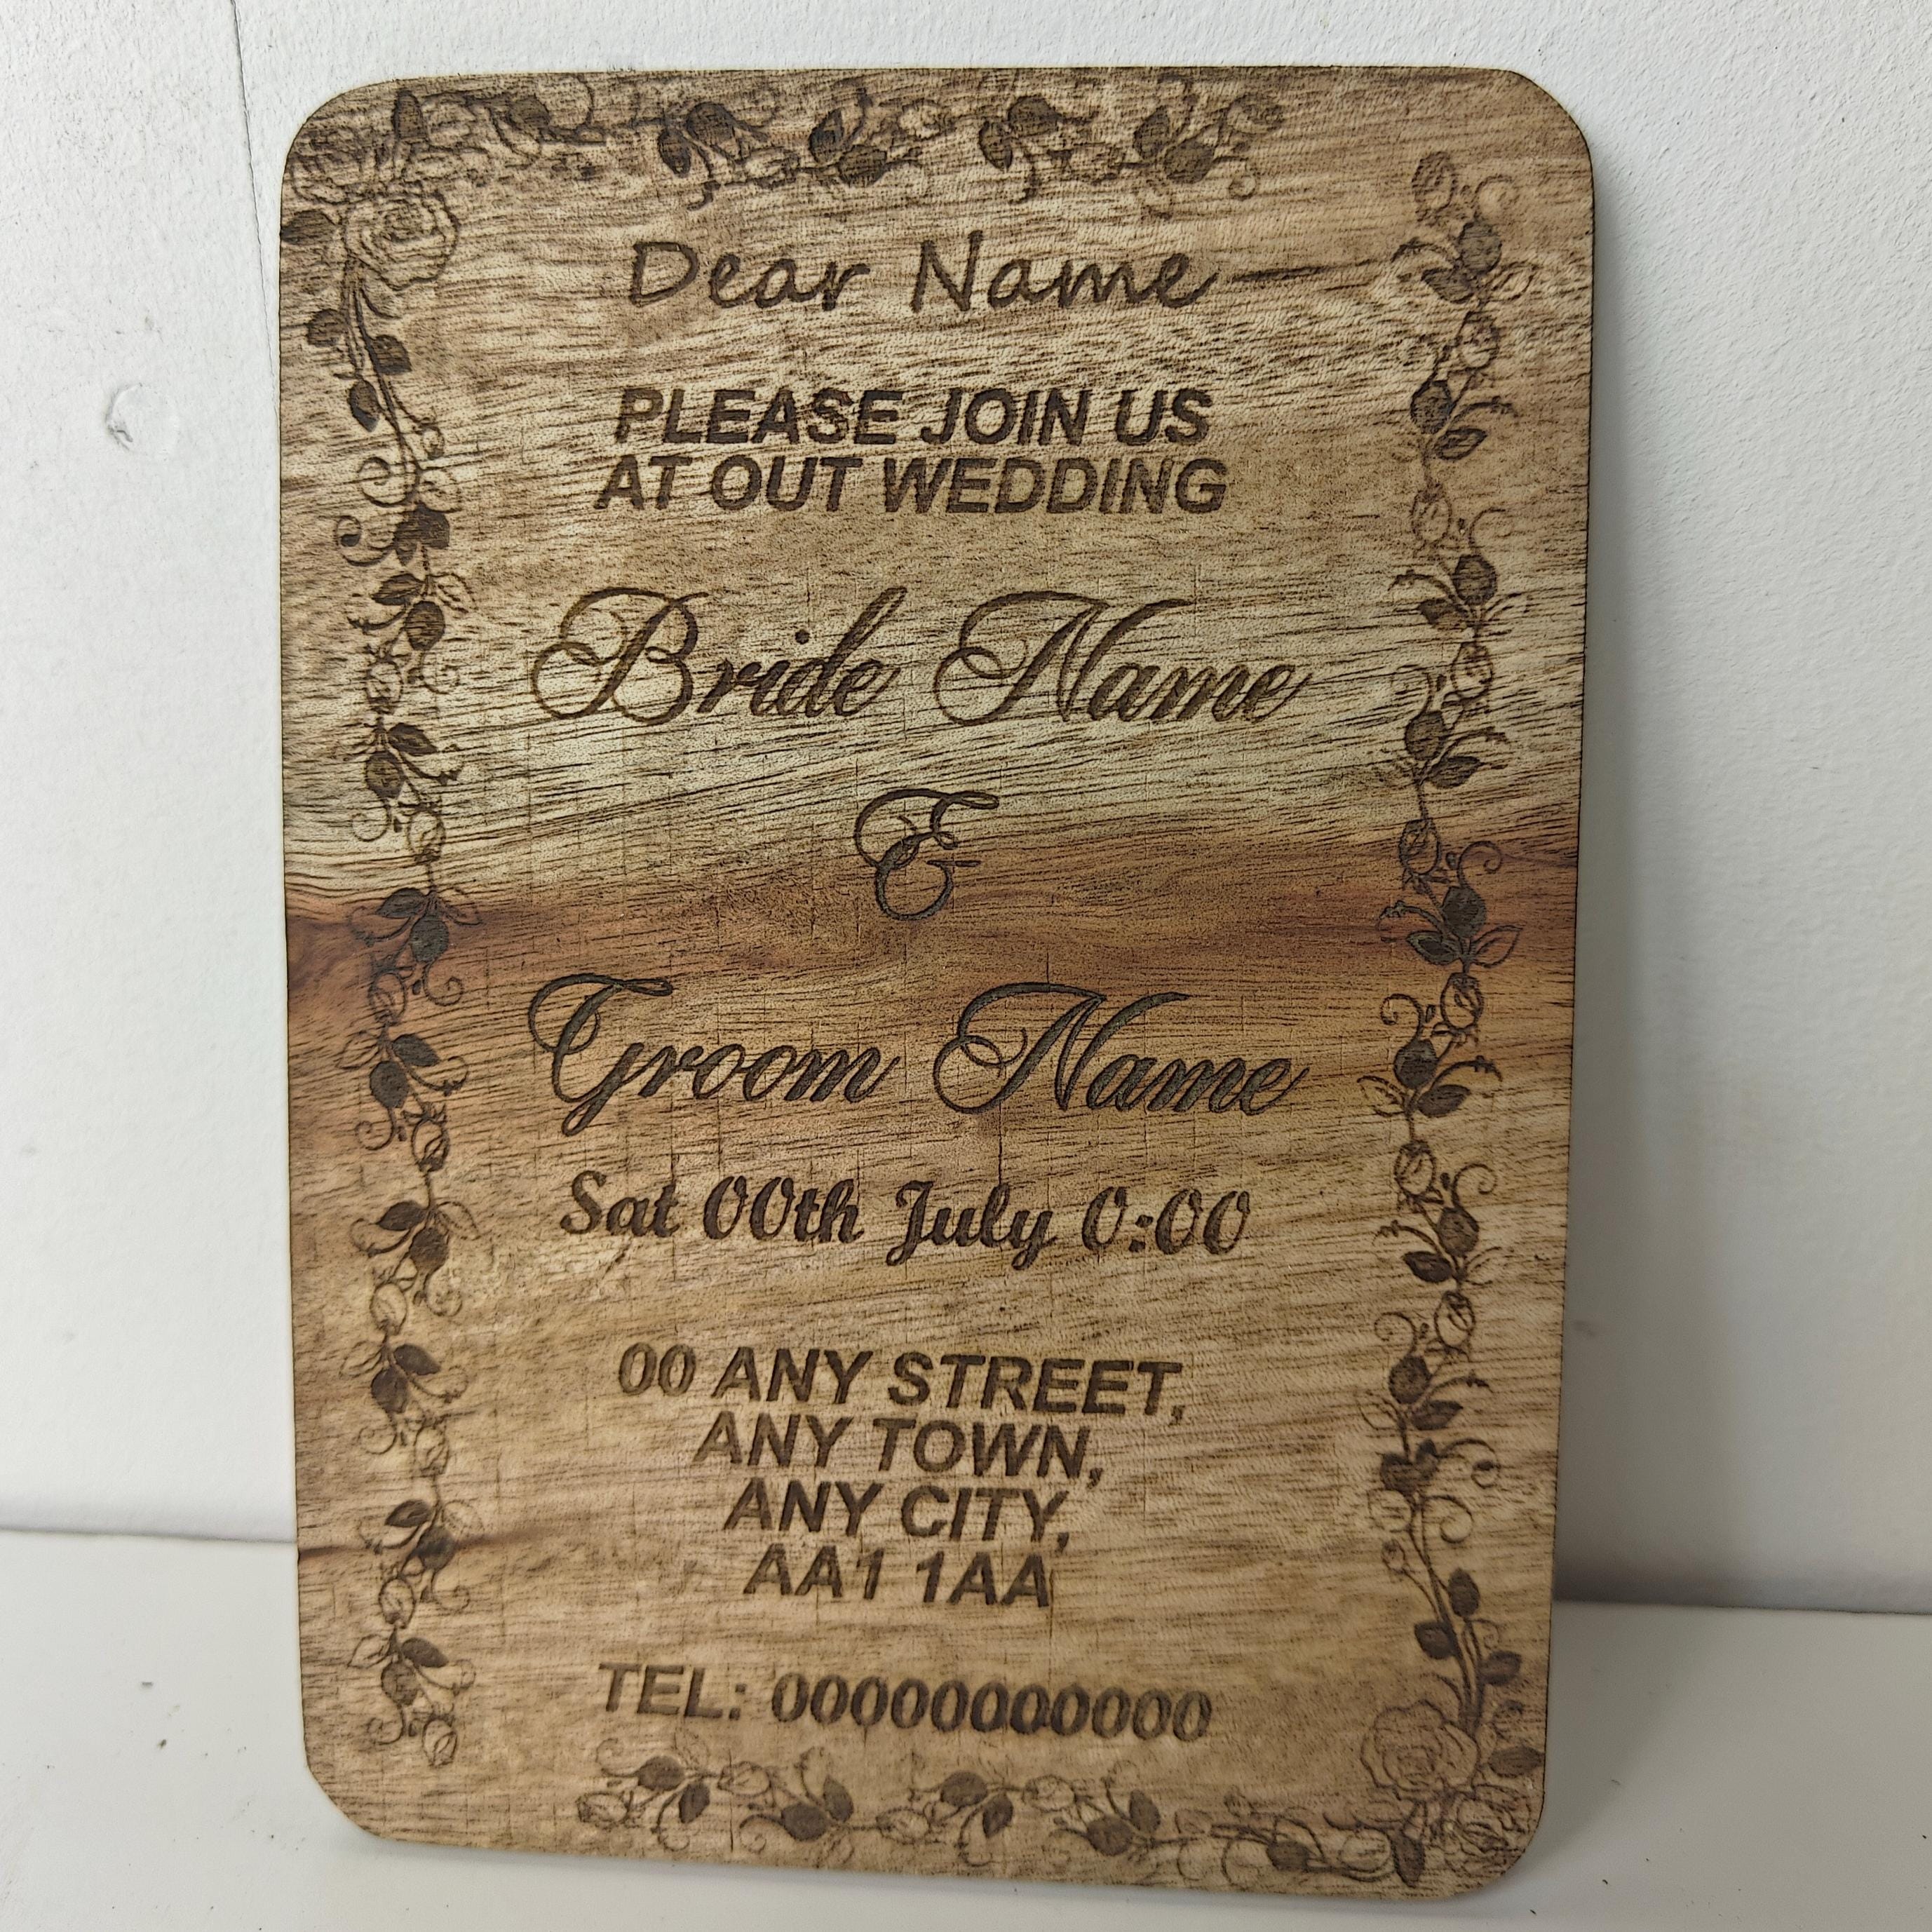 Dear Name
PLEASE JOIN US
AT OUT WEDDING
Bride Name
&
Groom Name
Sat 00th July 0:00
00 ANY STREET,
ANY TOWN,
ANY CITY,
AA1 1AA
TEL: 00000000000